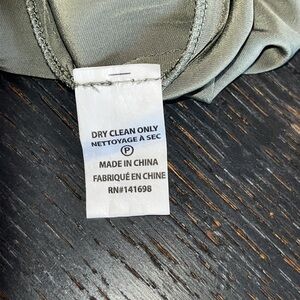 DRY CLEAN ONLY
NETTOYAGE À SEC
P
MADE IN CHINA
FABRIQUÉ EN CHINE
RN#141698